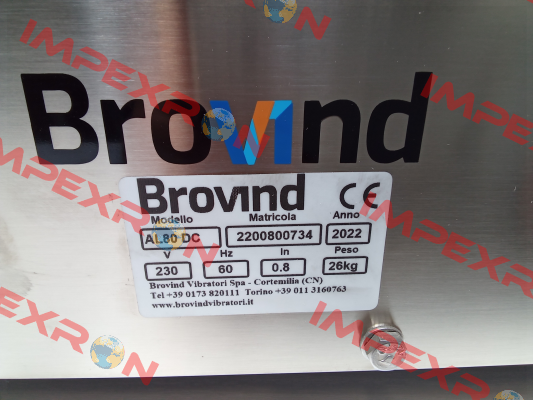 Brovind
Brovind CE
Modello Matricola Anno
AL80 DC 2200800734 2022
V Hz In Peso
230 60 0.8 26kg
Brovind Vibratori Spa - Cortemilia (CN)
Tel +39 0173 820111 Torino +39 011 3160763
www.brovindvibratori.it
IMPEXRON
IMPEXRON
IMPEXRON
IMPEXRON
IMPEXRON